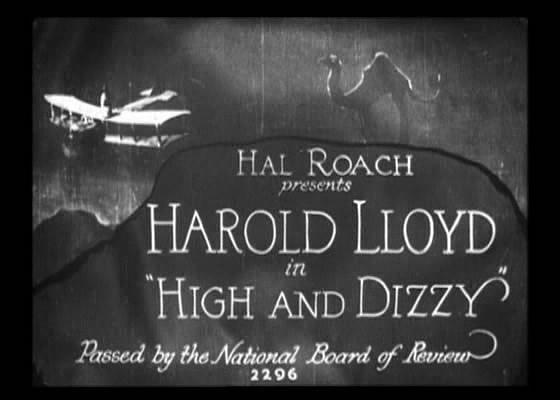 HAL ROACH
presents
HAROLD LLOYD
in
"HIGH AND DIZZY"
Passed by the National Board of Review
2296